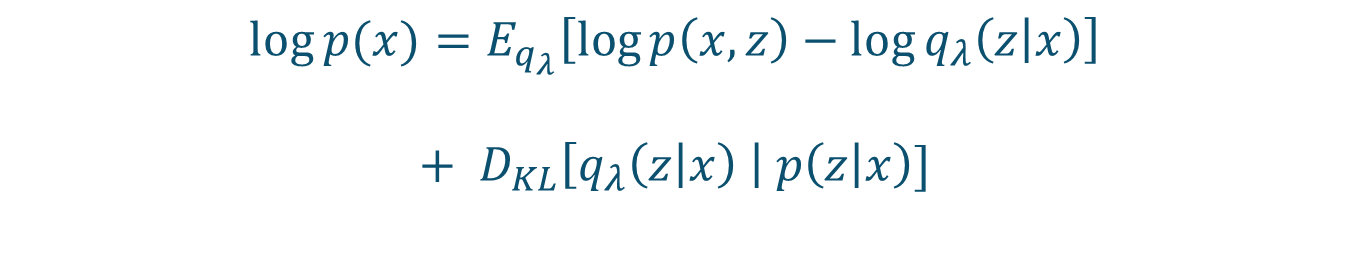 log p(x) = E_{q_λ}[log p(x, z) − log q_λ(z|x)]
+ D_{KL}[q_λ(z|x) | p(z|x)]